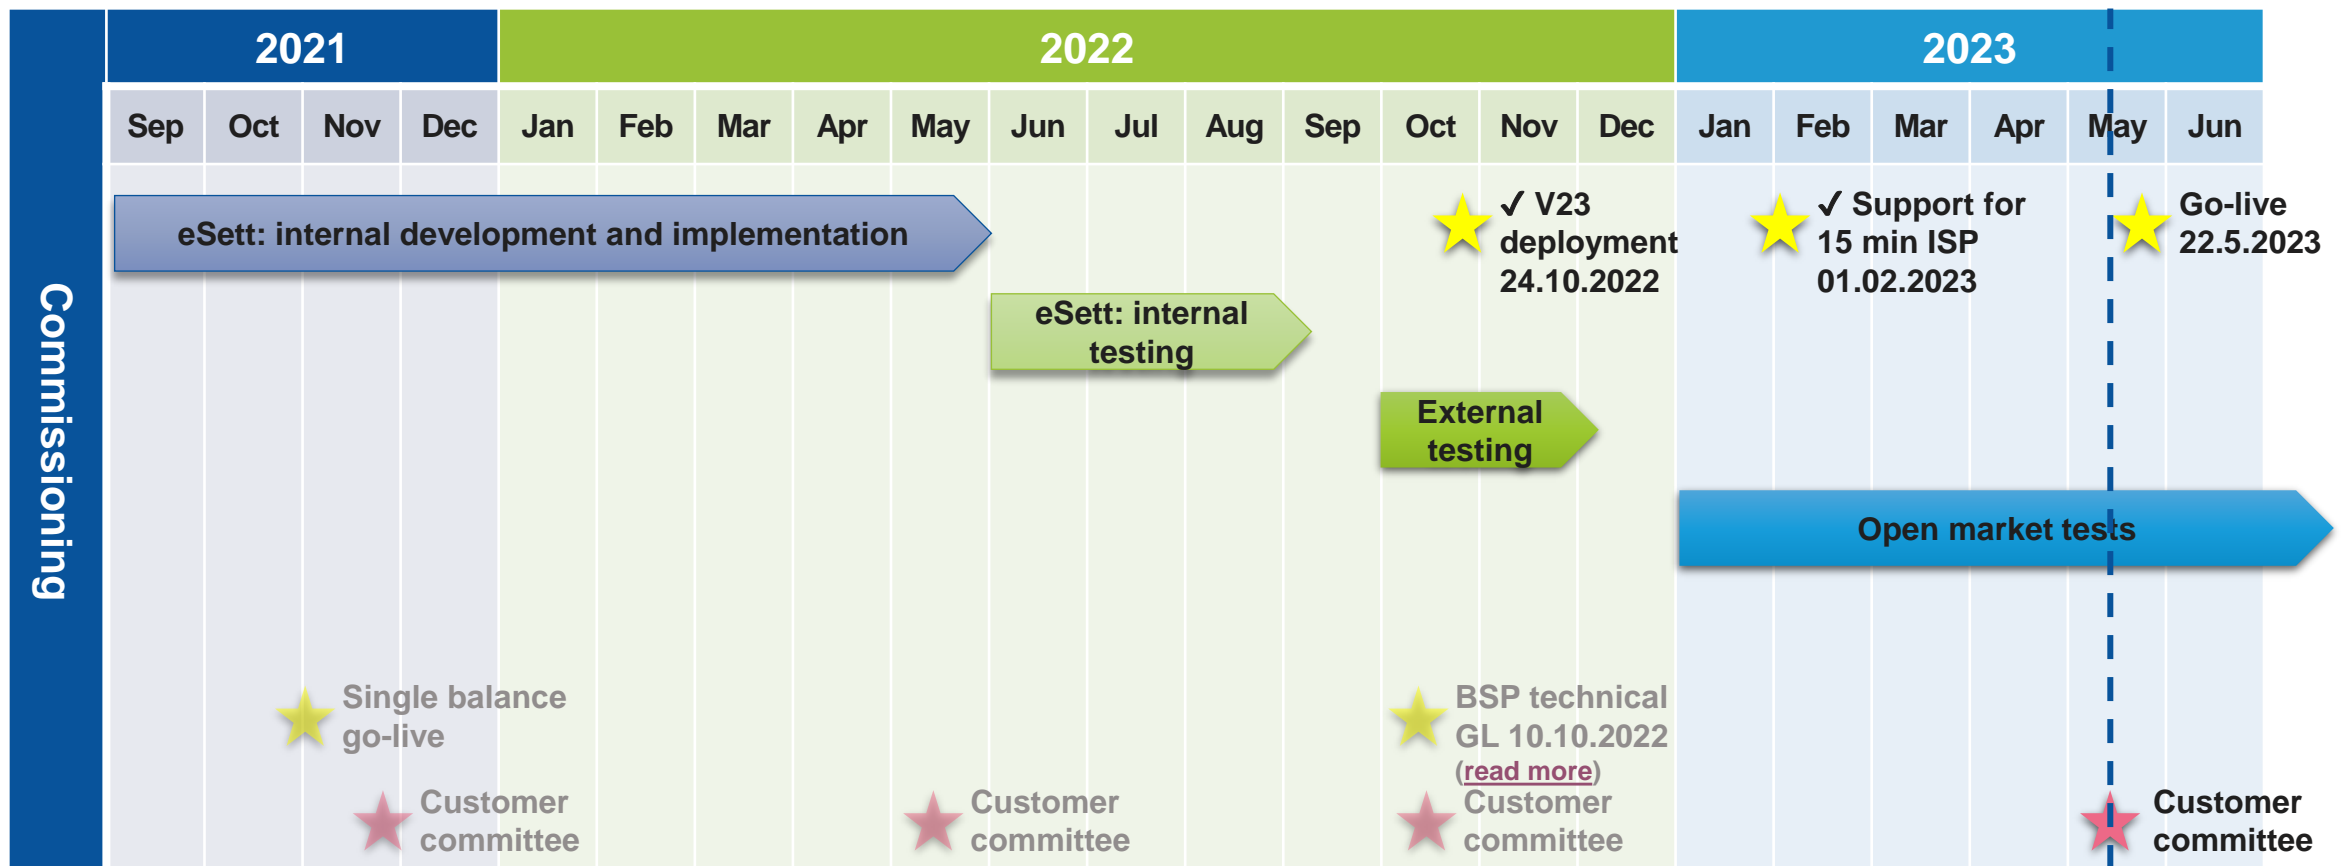 Commissioning
2021
2022
2023
Sep Oct Nov Dec Jan Feb Mar Apr May Jun Jul Aug Sep Oct Nov Dec Jan Feb Mar Apr May Jun
eSett: internal development and implementation
✓ V23
deployment
24.10.2022
✓ Support for
15 min ISP
01.02.2023
Go-live
22.5.2023
eSett: internal
testing
External
testing
Open market tests
Single balance
go-live
BSP technical
GL 10.10.2022
(read more)
Customer
committee
Customer
committee
Customer
committee
Customer
committee